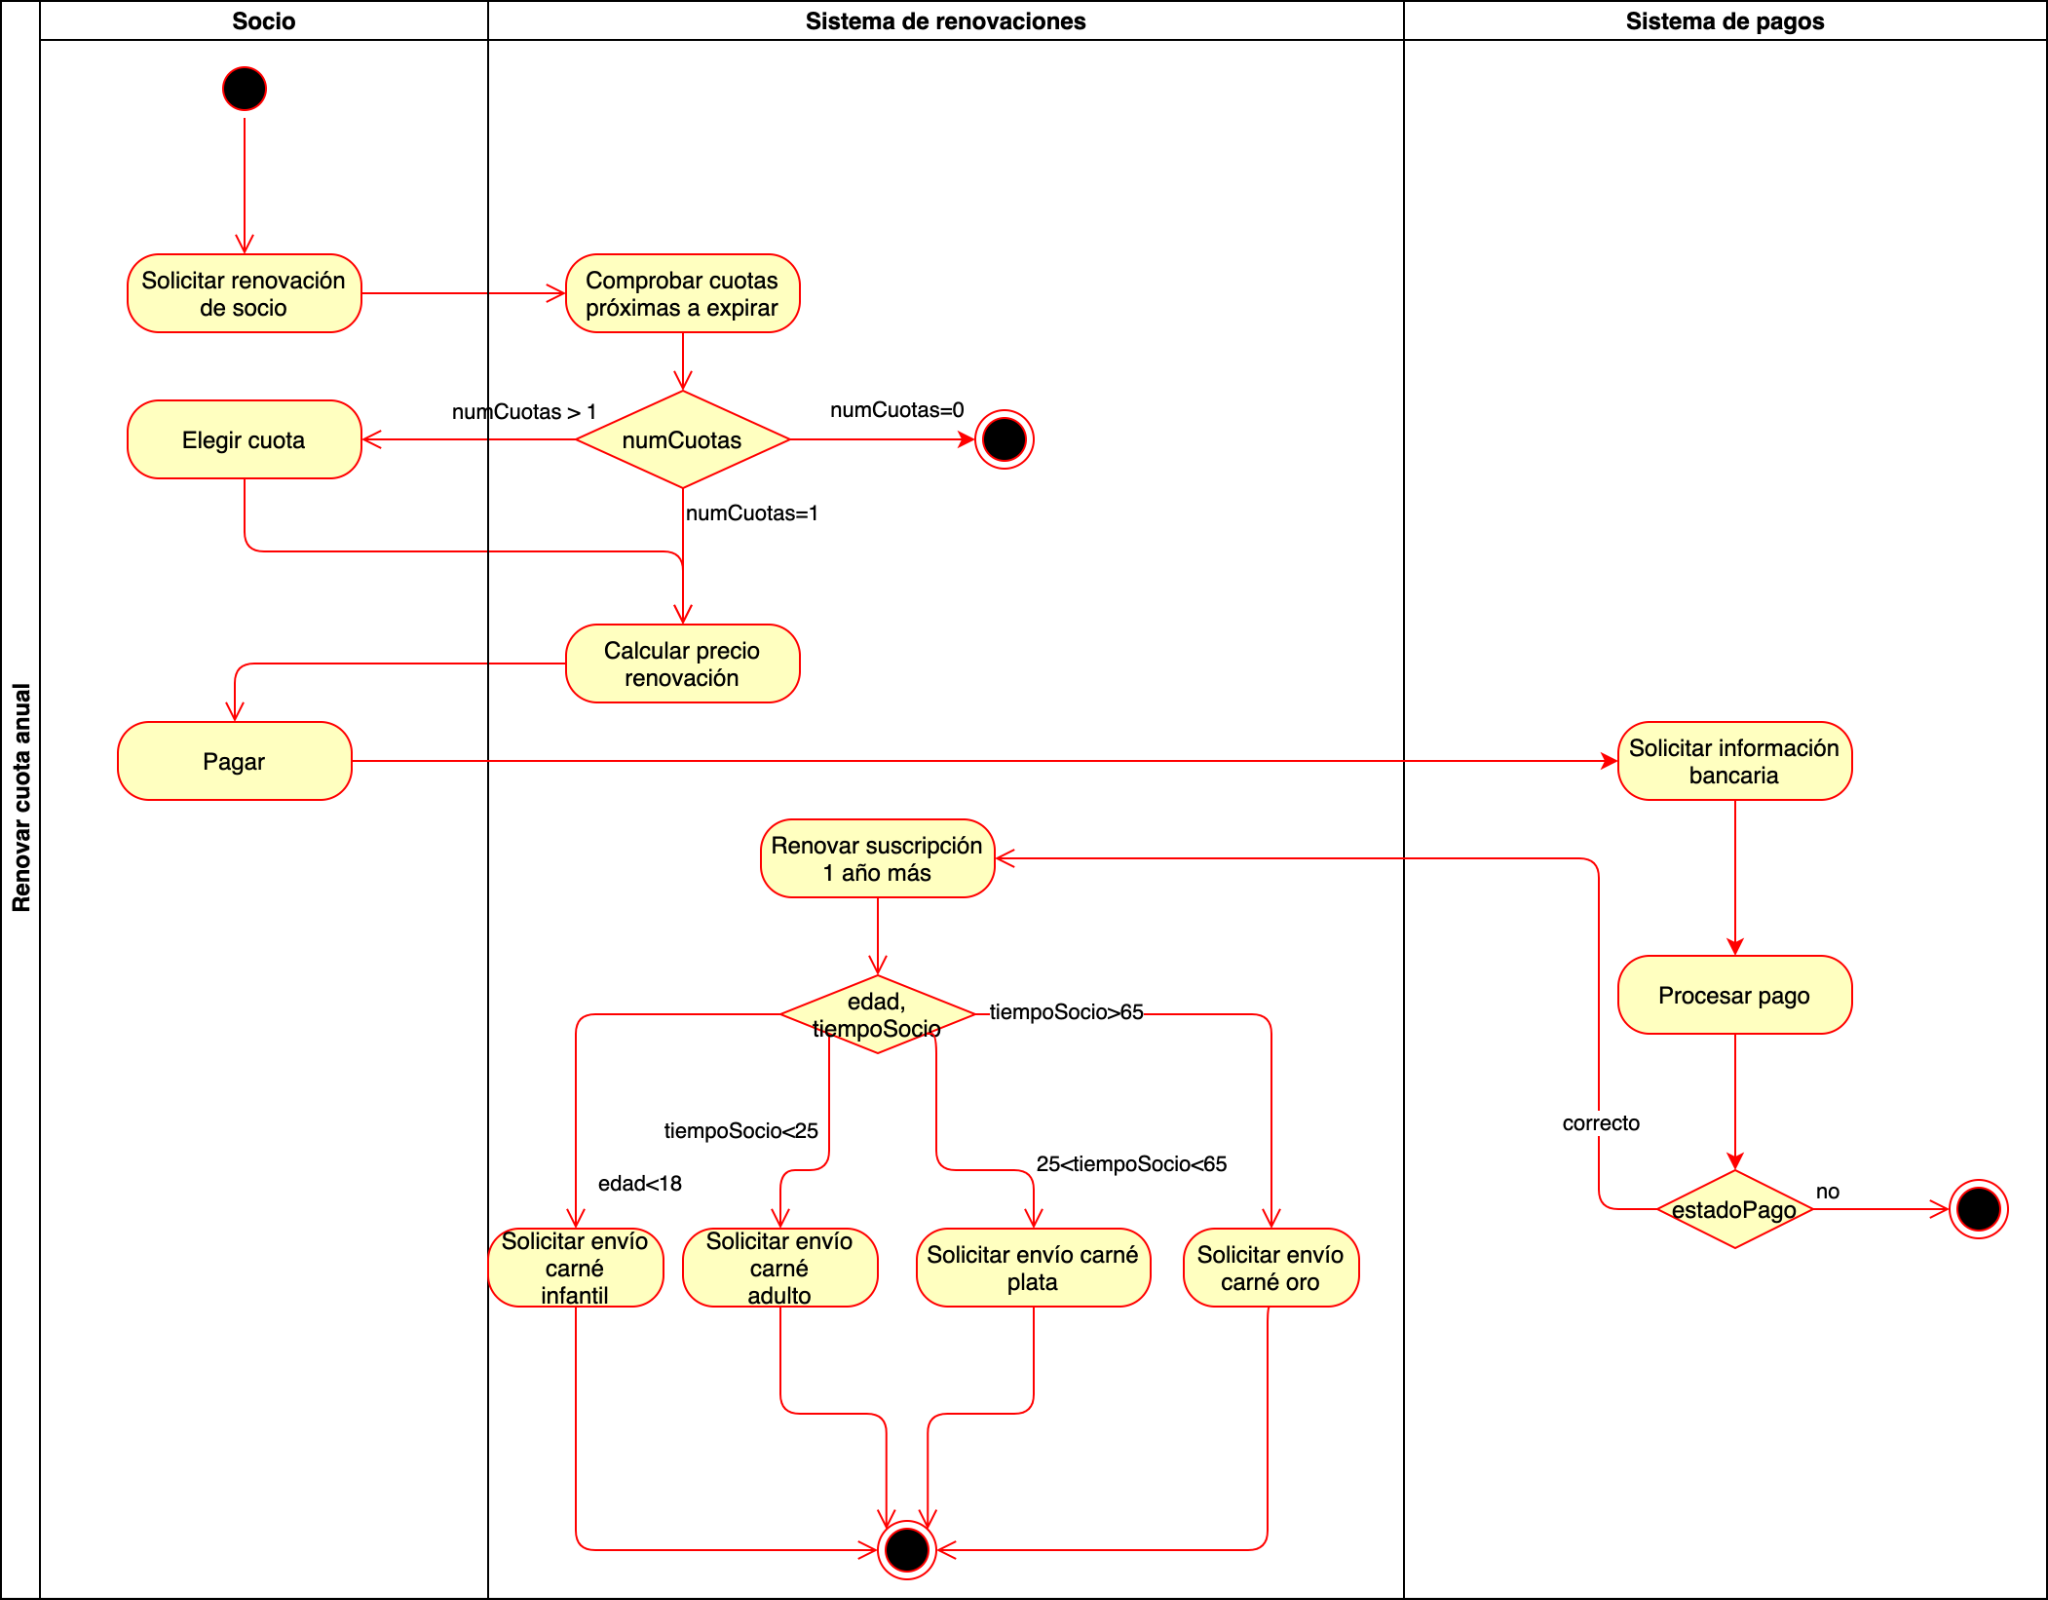 Socio
Sistema de renovaciones
Sistema de pagos
Renovar cuota anual
Solicitar renovación
de socio
Comprobar cuotas
próximas a expirar
numCuotas > 1
numCuotas=0
Elegir cuota
numCuotas
numCuotas=1
Calcular precio
renovación
Pagar
Solicitar información
bancaria
Renovar suscripción
1 año más
Procesar pago
edad,
tiempoSocio
tiempoSocio>65
correcto
tiempoSocio<25
25<tiempoSocio<65
edad<18
no
estadoPago
Solicitar envío
carné
infantil
Solicitar envío
carné
adulto
Solicitar envío carné
plata
Solicitar envío
carné oro